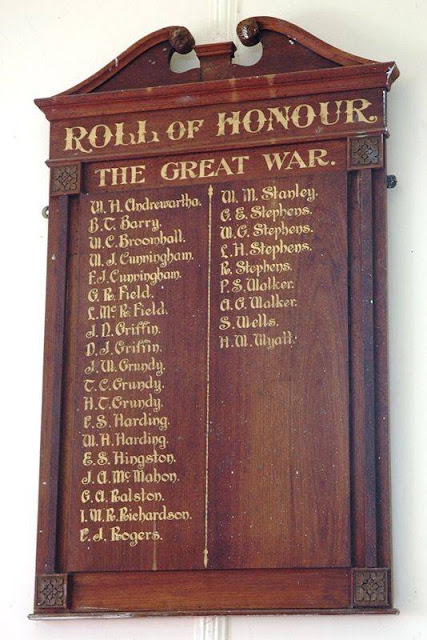 ROLL OF HONOUR
THE GREAT WAR.
W. H. Andrewartha.
B. T. Barry.
W. C. Broomhall.
W. J. Cunningham.
F. J. Cunningham.
G. R. Field.
L. McR. Field.
J. D. Griffin.
D. J. Griffin.
J. W. Grundy.
T. C. Grundy.
H. T. Grundy.
P. S. Harding.
W. H. Harding.
E. S. Hingston.
J. A. McMahon.
G. A. Ralston.
I. M. R. Richardson.
P. J. Rogers.
W. M. Stanley.
G. E. Stephens.
W. G. Stephens.
L. H. Stephens.
R. Stephens.
P. S. Walker.
A. G. Walker.
S. Wells.
H. W. Wyatt.